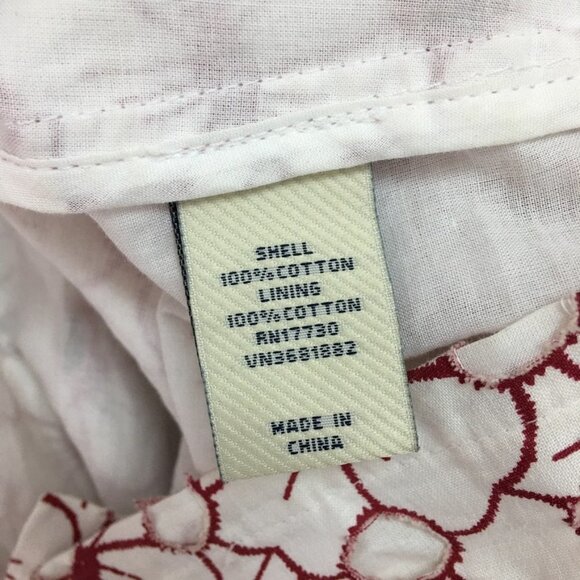 SHELL
100%COTTON
LINING
100%COTTON
RN17730
VN3681882
MADE IN
CHINA